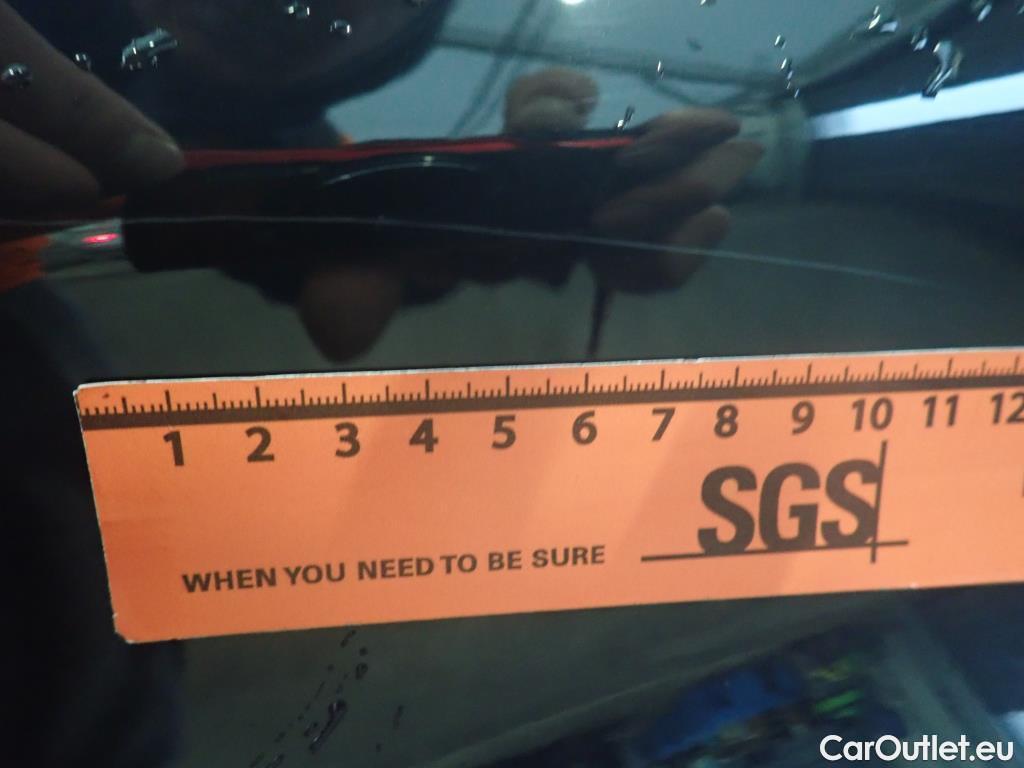 1 2 3 4 5 6 7 8 9 10 11 12
SGS
WHEN YOU NEED TO BE SURE
CarOutlet.eu